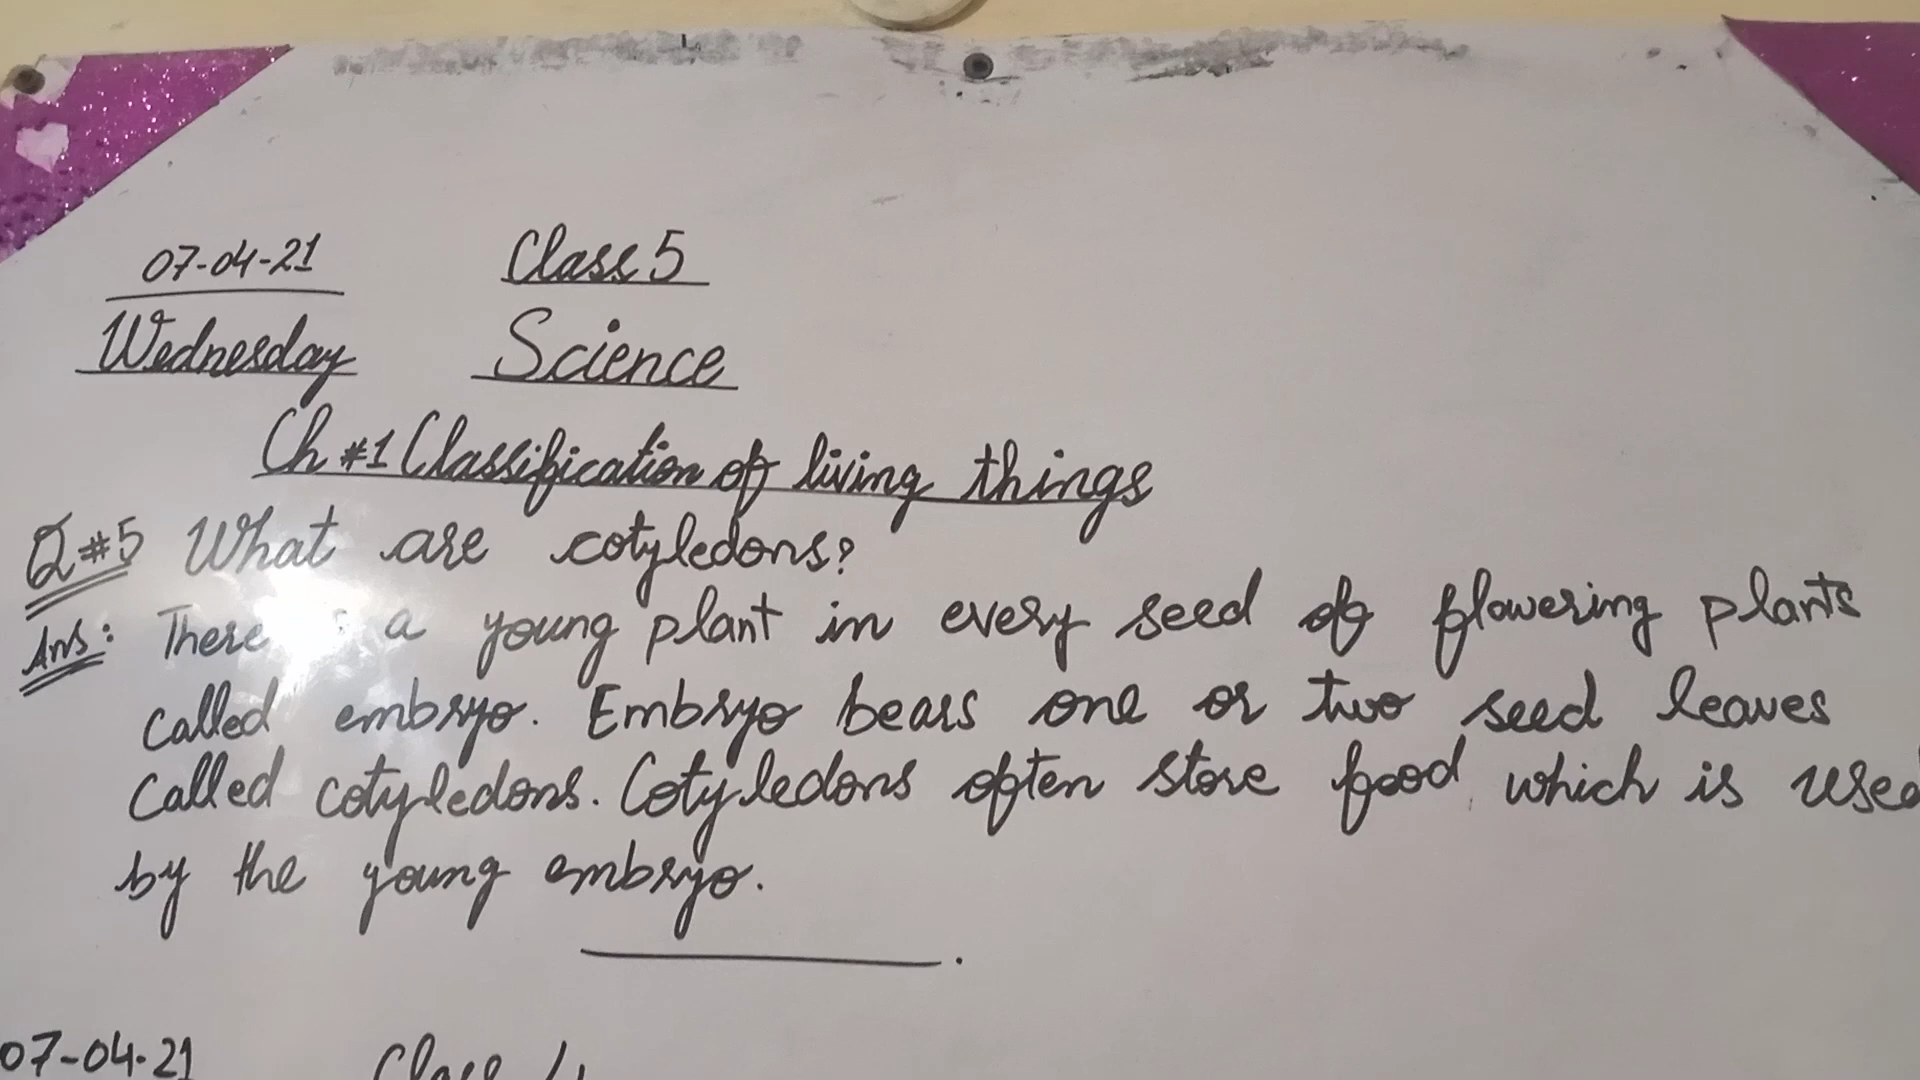 07-04-21 Class 5
Wednesday Science
Ch #1 Classification of living things
Q#5 What are cotyledons?
Ans: There a young plant in every seed of flowering plants
called embryo. Embryo bears one or two seed leaves
called cotyledons. Cotyledons often store food which is used
by the young embryo.
07-04-21 Class 4